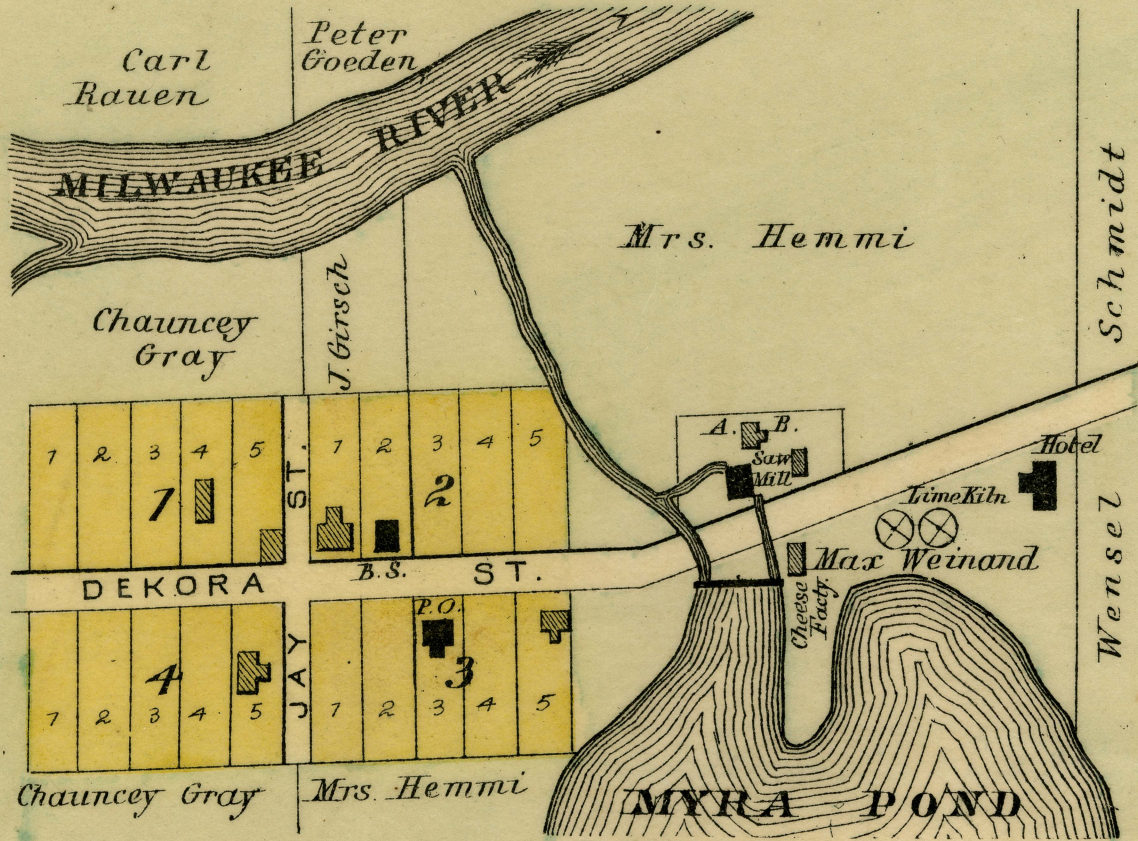 Carl
Rauen
Peter
Goeden
MILWAUKEE RIVER
Mrs. Hemmi
Schmidt
Chauncey
Gray
J. Girsch
1 2 3 4 5
1
ST.
1 2 3 4 5
2
A. B.
Saw
Mill
Hotel
Lime Kiln
Max Weinand
Cheese
Facty.
Wensel
B.S.
DEKORA ST.
P.O.
4
1 2 3 4 5
JAY
3
1 2 3 4 5
Chauncey Gray
Mrs. Hemmi
MYRA POND